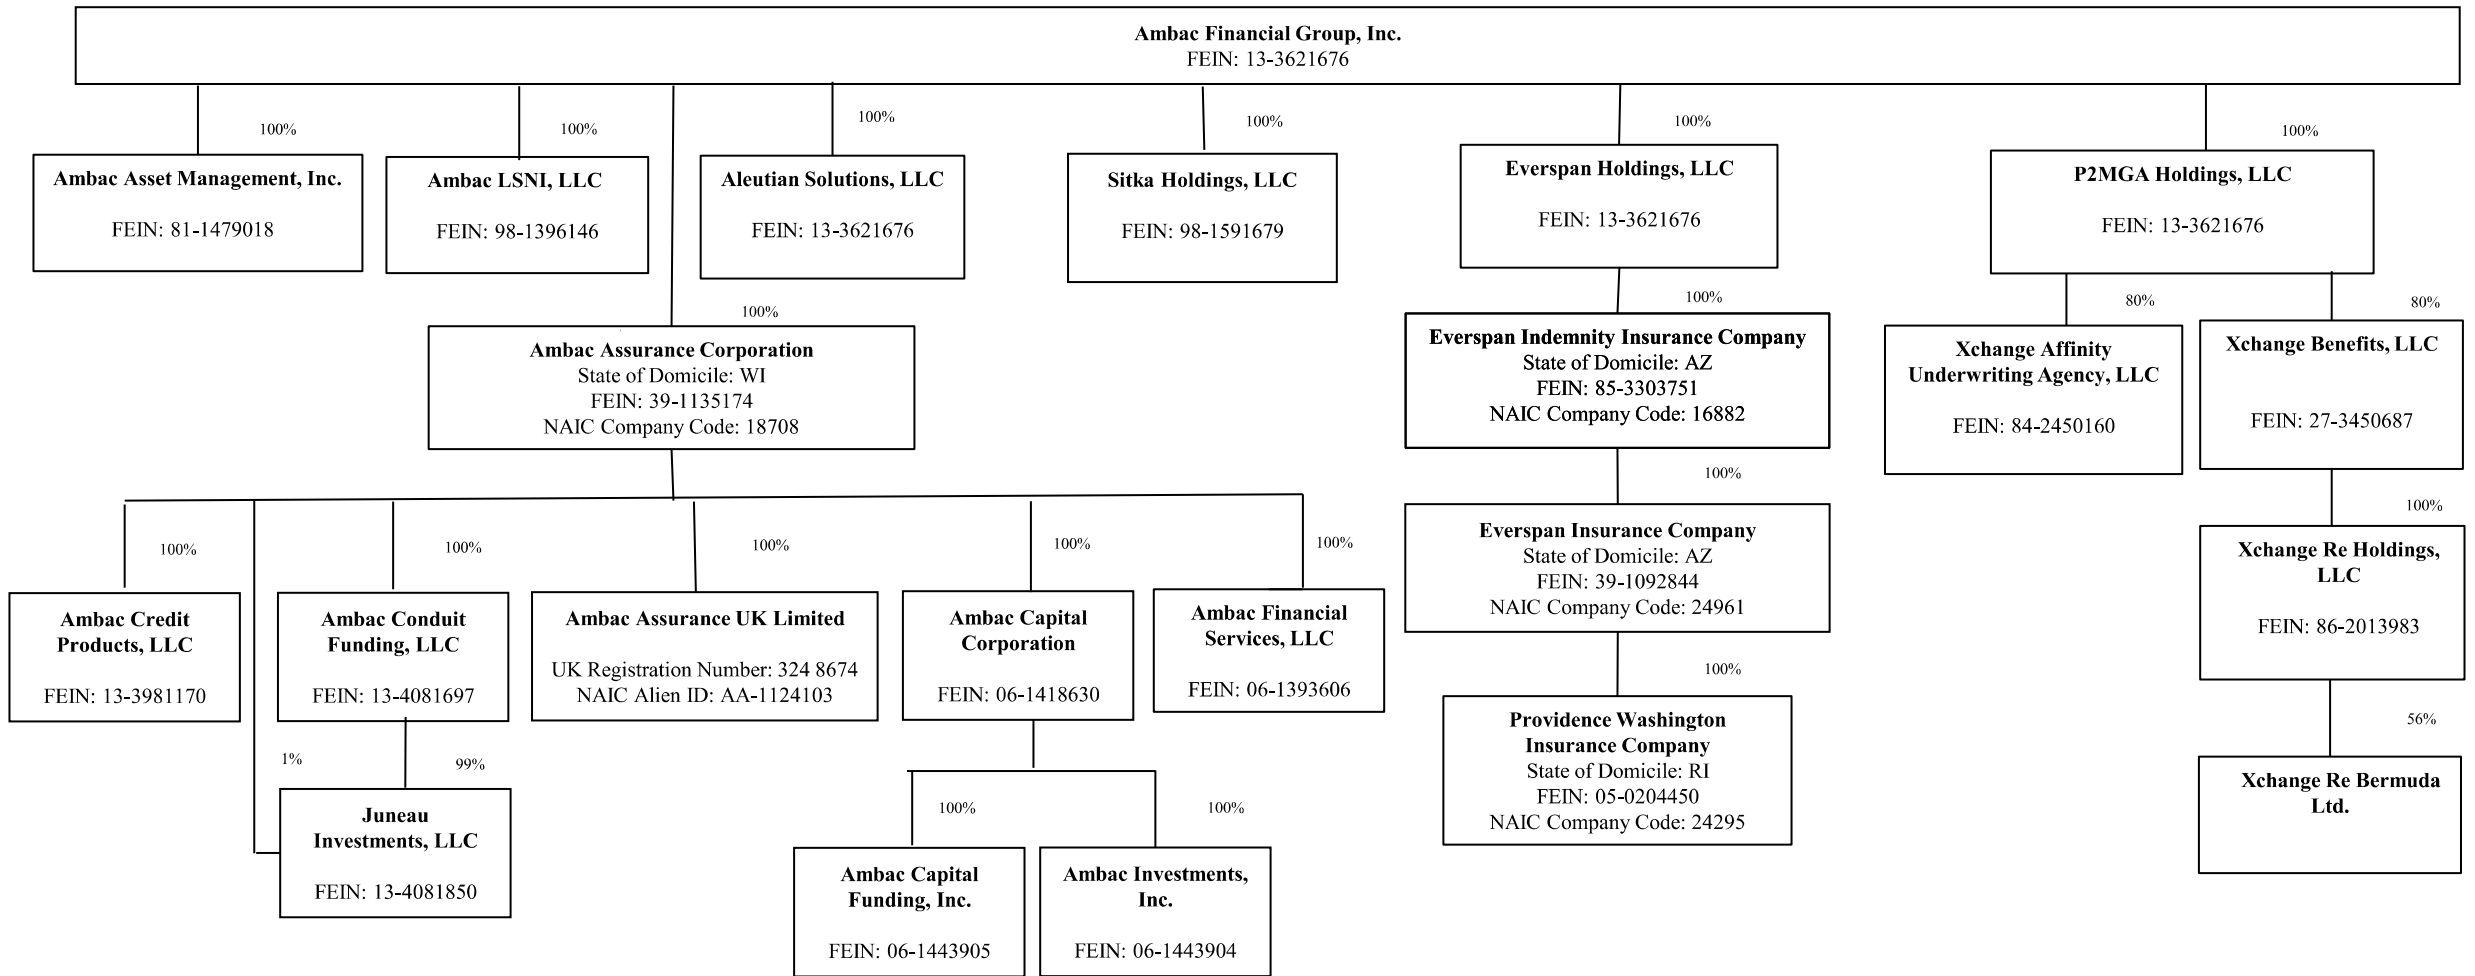 Ambac Financial Group, Inc.
FEIN: 13-3621676
100%
100%
100%
100%
100%
100%
Ambac Asset Management, Inc.
FEIN: 81-1479018
Ambac LSNI, LLC
FEIN: 98-1396146
Aleutian Solutions, LLC
FEIN: 13-3621676
Sitka Holdings, LLC
FEIN: 98-1591679
Everspan Holdings, LLC
FEIN: 13-3621676
P2MGA Holdings, LLC
FEIN: 13-3621676
100%
Ambac Assurance Corporation
State of Domicile: WI
FEIN: 39-1135174
NAIC Company Code: 18708
100%
Everspan Indemnity Insurance Company
State of Domicile: AZ
FEIN: 85-3303751
NAIC Company Code: 16882
80%
Xchange Affinity
Underwriting Agency, LLC
FEIN: 84-2450160
80%
Xchange Benefits, LLC
FEIN: 27-3450687
100%
Ambac Credit
Products, LLC
FEIN: 13-3981170
100%
Ambac Conduit
Funding, LLC
FEIN: 13-4081697
100%
Ambac Assurance UK Limited
UK Registration Number: 324 8674
NAIC Alien ID: AA-1124103
100%
Ambac Capital
Corporation
FEIN: 06-1418630
100%
Ambac Financial
Services, LLC
FEIN: 06-1393606
100%
Everspan Insurance Company
State of Domicile: AZ
FEIN: 39-1092844
NAIC Company Code: 24961
100%
Xchange Re Holdings,
LLC
FEIN: 86-2013983
1%
99%
Juneau
Investments, LLC
FEIN: 13-4081850
100%
Ambac Capital
Funding, Inc.
FEIN: 06-1443905
100%
Ambac Investments,
Inc.
FEIN: 06-1443904
100%
Providence Washington
Insurance Company
State of Domicile: RI
FEIN: 05-0204450
NAIC Company Code: 24295
56%
Xchange Re Bermuda
Ltd.